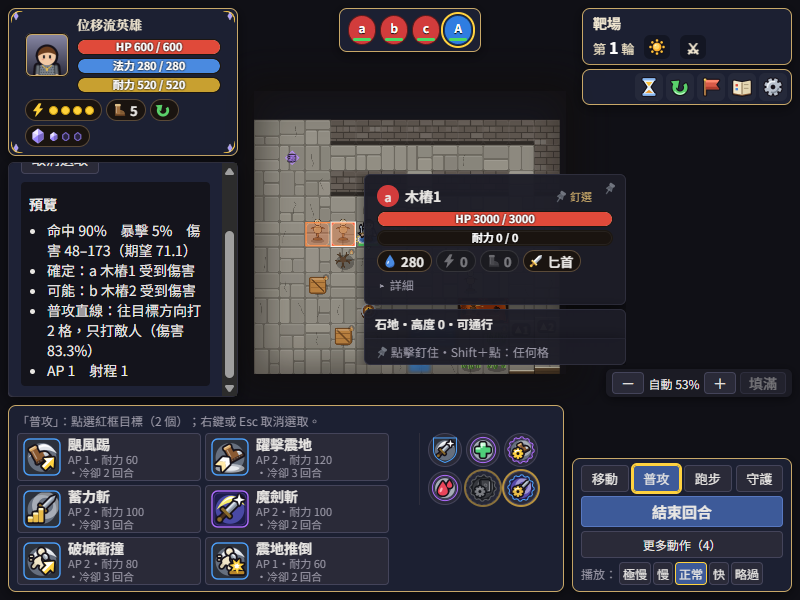 位移流英雄
HP 600 / 600
法力 280 / 280
耐力 520 / 520
5
a
b
c
A
靶場
第 1 輪
預覽
命中 90%　暴擊 5%　傷害 48–173（期望 71.1）
確定：a 木樁1 受到傷害
可能：b 木樁2 受到傷害
普攻直線：往目標方向打 2 格，只打敵人（傷害 83.3%）
AP 1　射程 1
a
木樁1
釘選
HP 3000 / 3000
耐力 0 / 0
280
0
0
匕首
詳細
石地・高度 0・可通行
點擊釘住・Shift＋點：任何格
− 自動 53% ＋ 填滿
「普攻」：點選紅框目標（2 個）；右鍵或 Esc 取消選取。
颶風踢
AP 1・耐力 60
・冷卻 2 回合
躍擊震地
AP 2・耐力 120
・冷卻 3 回合
蓄力斬
AP 2・耐力 100
・冷卻 3 回合
魔劍斬
AP 2・耐力 100
・冷卻 2 回合
破城衝撞
AP 2・耐力 80
・冷卻 3 回合
震地推倒
AP 1・耐力 60
・冷卻 2 回合
移動
普攻
跑步
守護
結束回合
更多動作（4）
播放：
極慢
慢
正常
快
略過